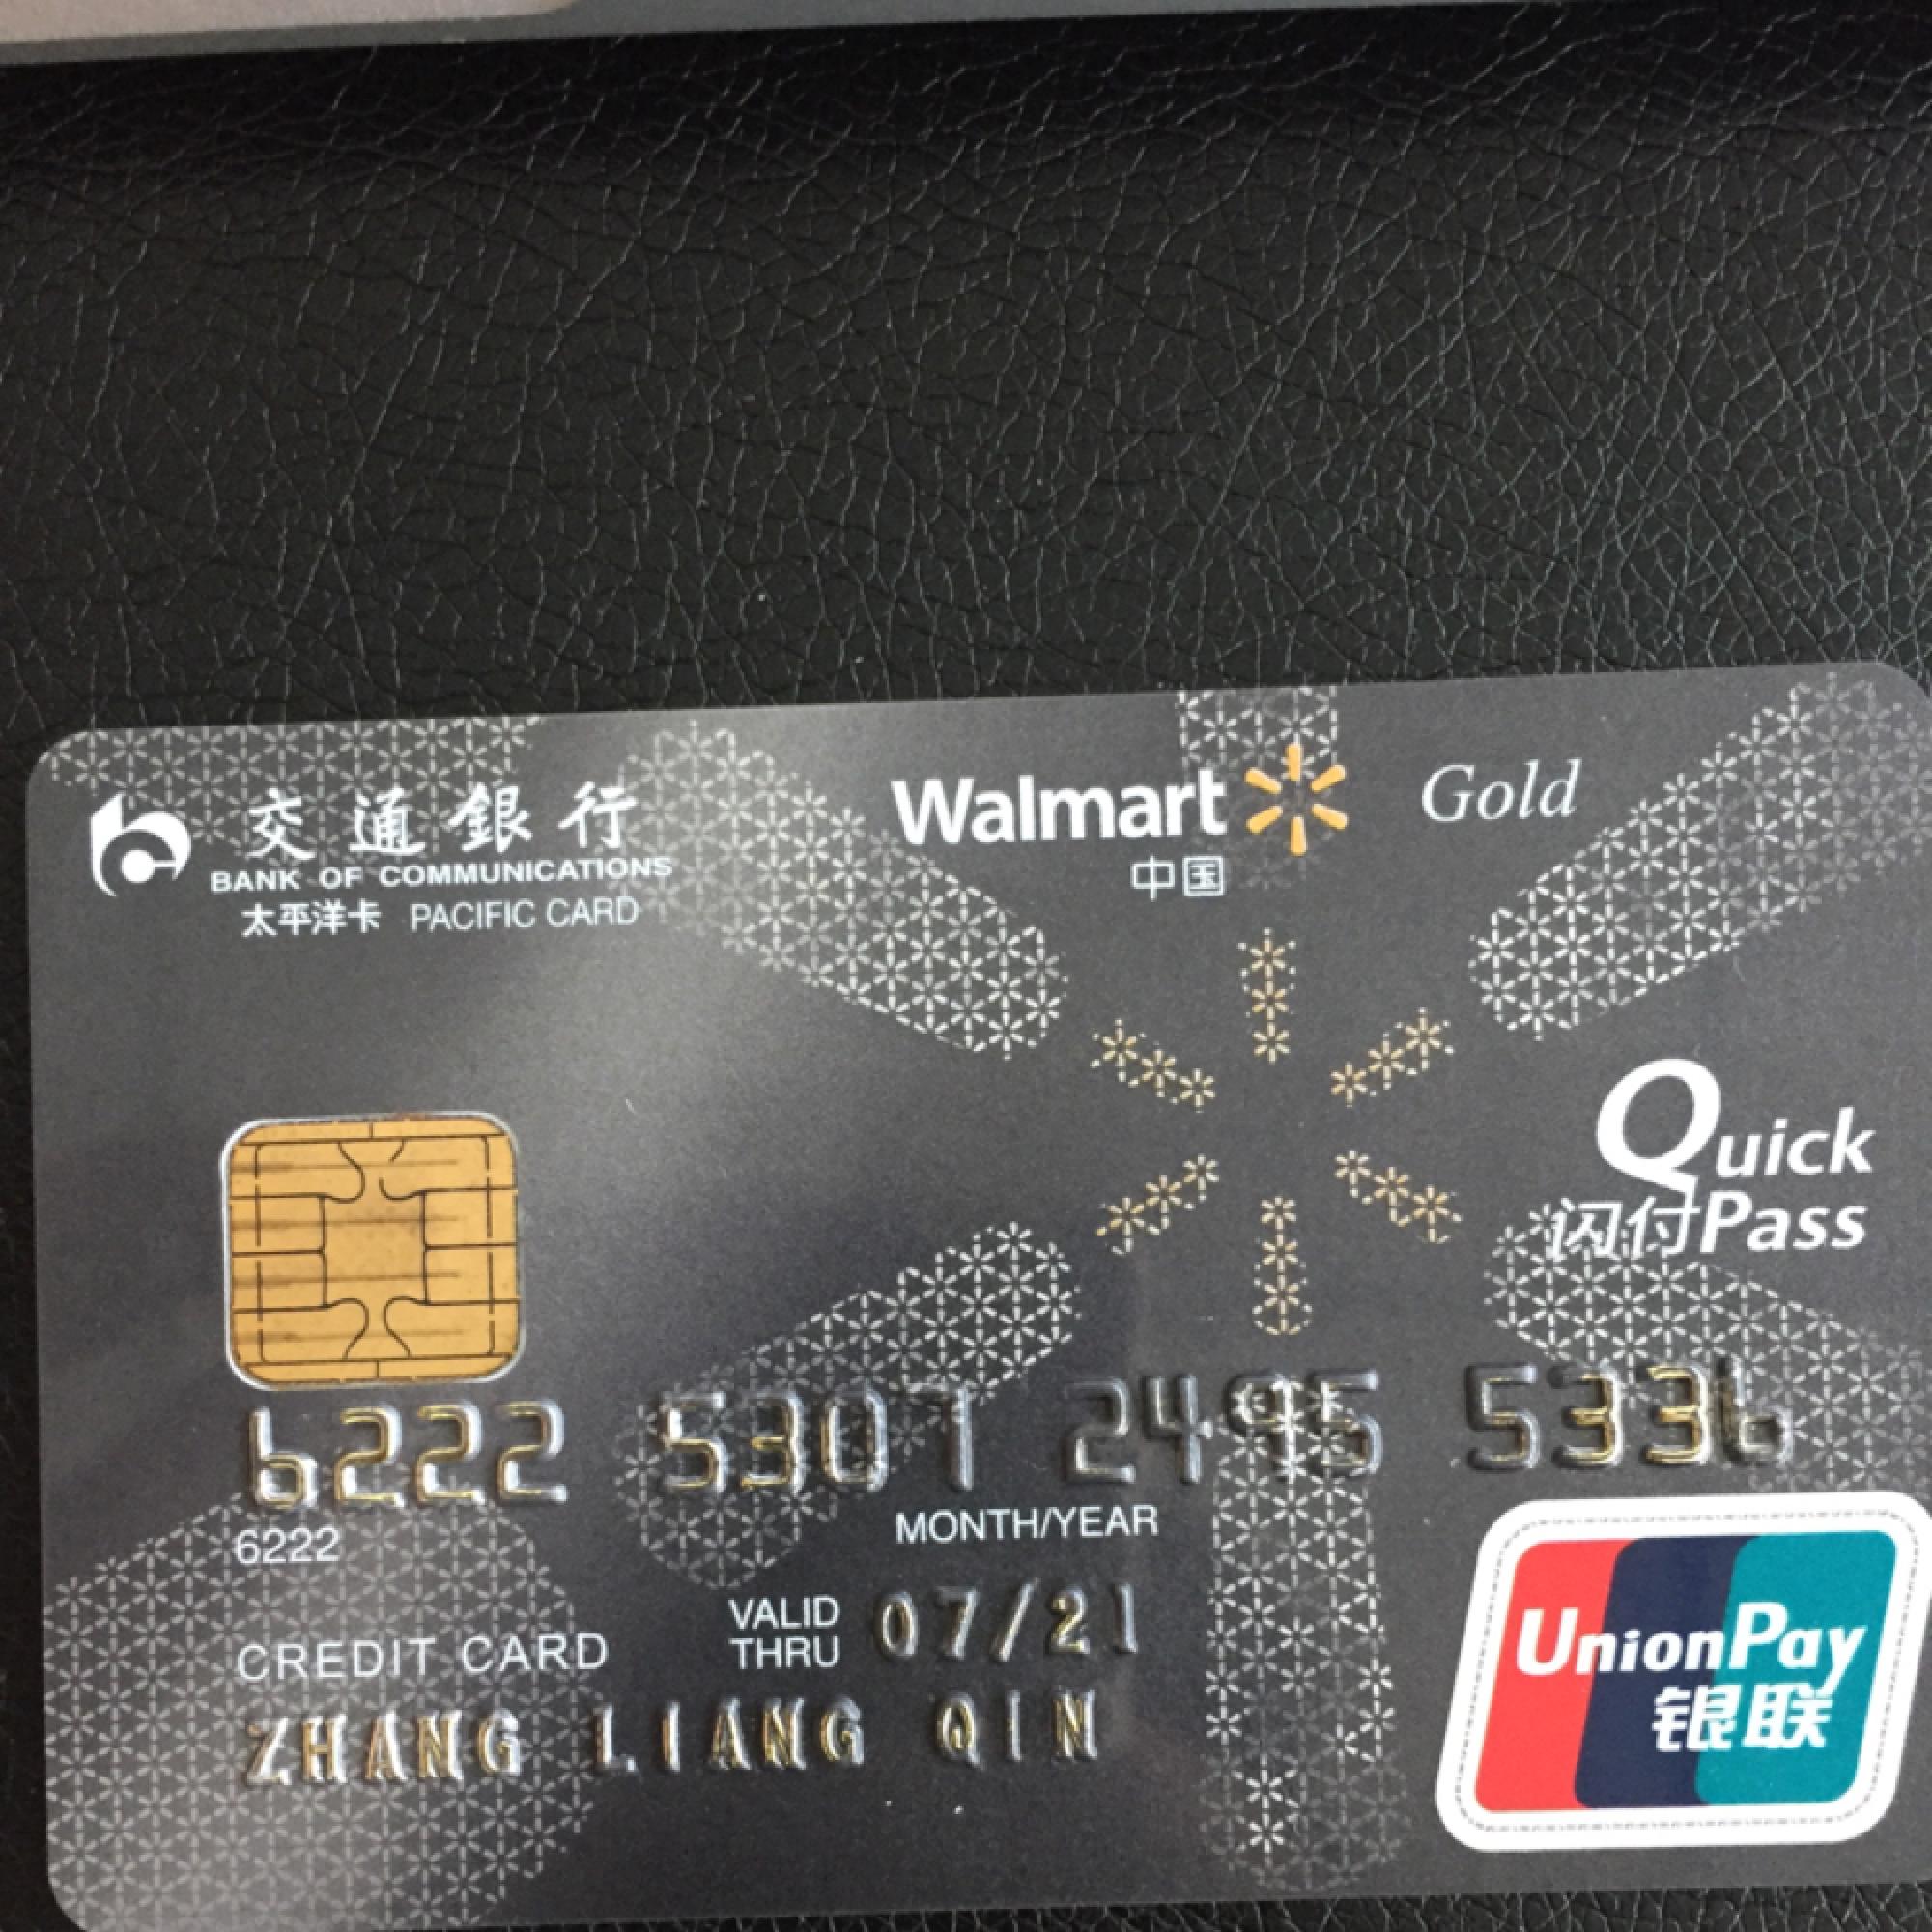 交通銀行
BANK OF COMMUNICATIONS
太平洋卡 PACIFIC CARD
Walmart
中国
Gold
Quick
闪付Pass
6222 5307 2495 5336
6222
MONTH/YEAR
VALID
THRU
07/21
CREDIT CARD
ZHANG LIANG QIN
UnionPay
银联